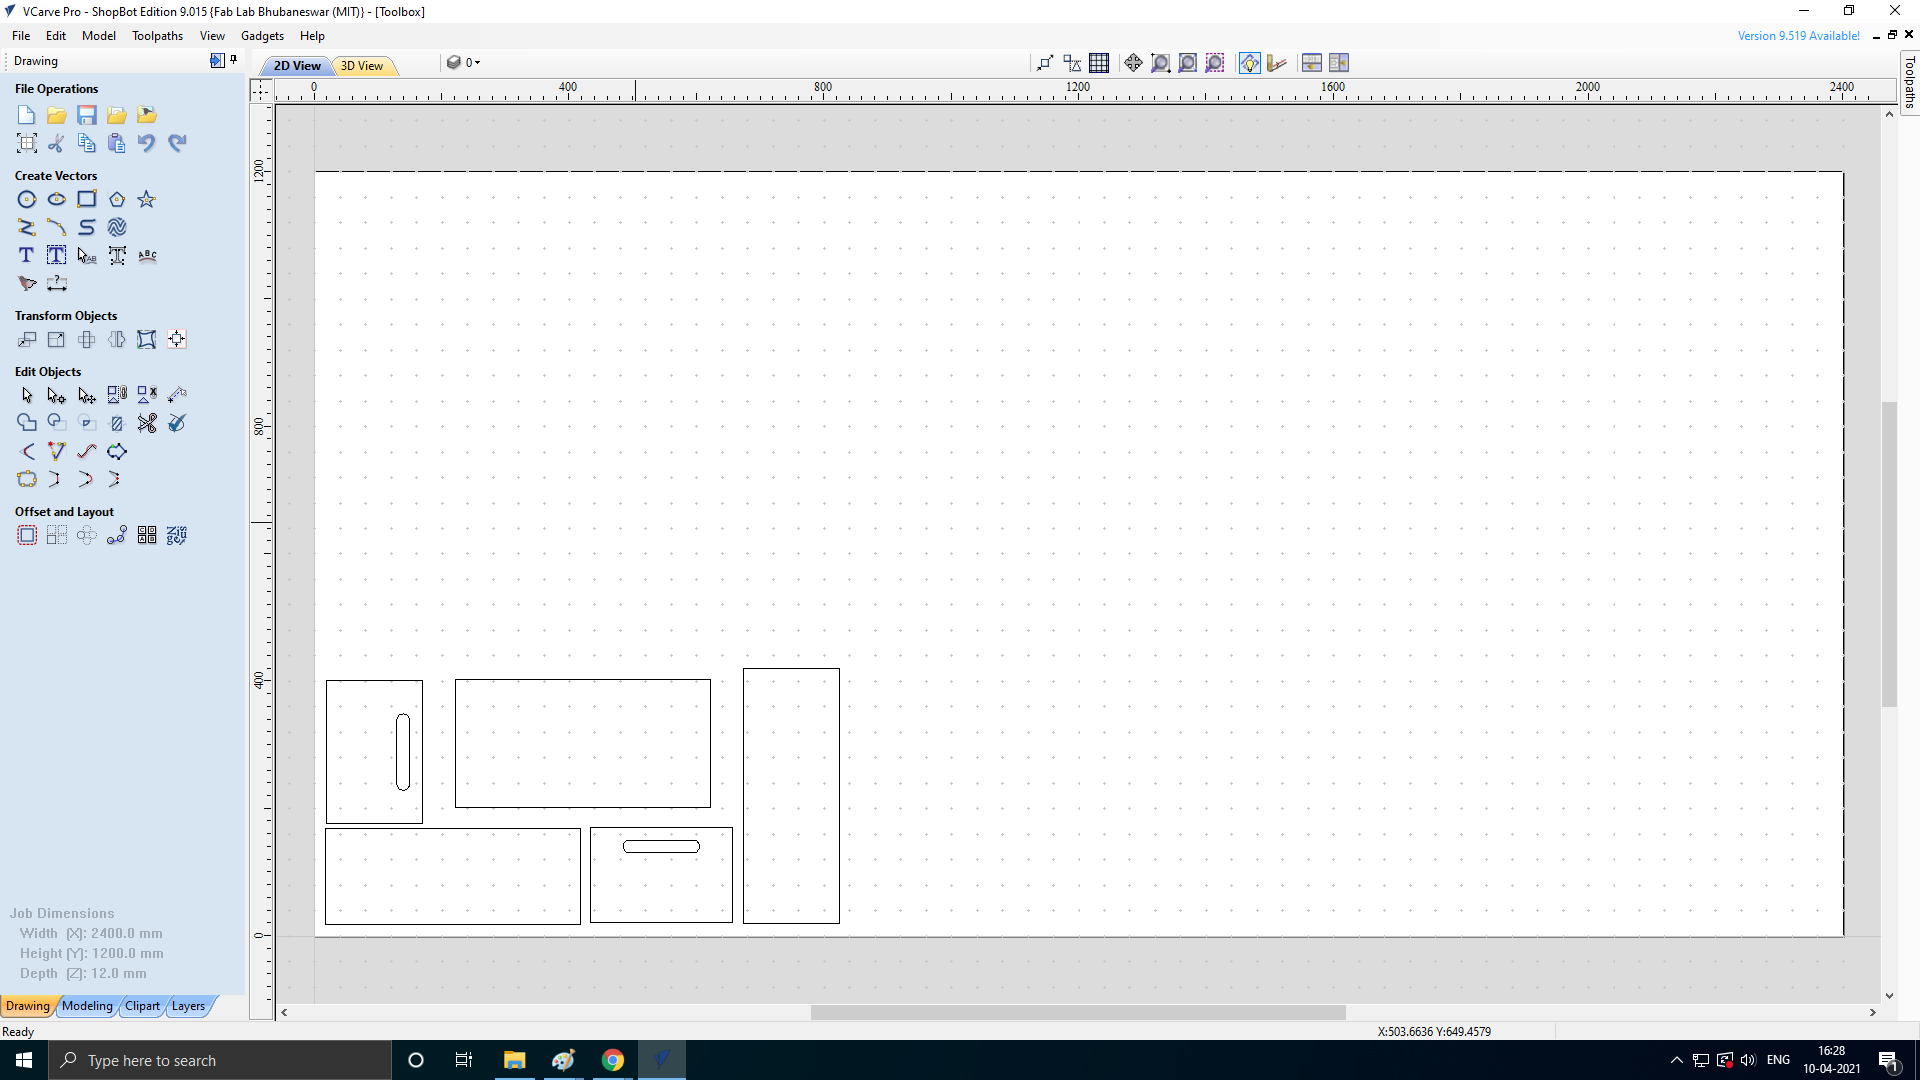 VCarve Pro - ShopBot Edition 9.015 {Fab Lab Bhubaneswar (MIT)} - [Toolbox]
File Edit Model Toolpaths View Gadgets Help
Version 9.519 Available!
Drawing
2D View
3D View
0
Toolpaths
File Operations
0 400 800 1200 1600 2000 2400
Create Vectors
T T AB T ABC
?
Transform Objects
Edit Objects
Offset and Layout
1200
800
400
0
Job Dimensions
Width (X): 2400.0 mm
Height (Y): 1200.0 mm
Depth (Z): 12.0 mm
Drawing Modeling Clipart Layers
Ready
X:503.6636 Y:649.4579
Type here to search
ENG
16:28
10-04-2021
1